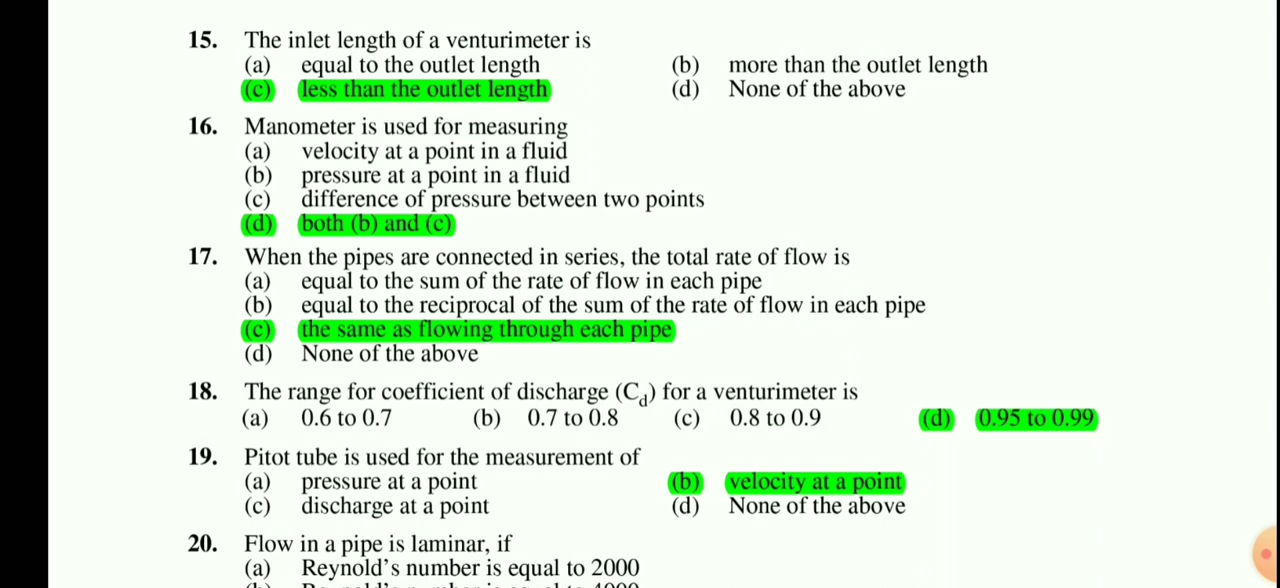 15. The inlet length of a venturimeter is
(a) equal to the outlet length (b) more than the outlet length
(c) less than the outlet length (d) None of the above
16. Manometer is used for measuring
(a) velocity at a point in a fluid
(b) pressure at a point in a fluid
(c) difference of pressure between two points
(d) both (b) and (c)
17. When the pipes are connected in series, the total rate of flow is
(a) equal to the sum of the rate of flow in each pipe
(b) equal to the reciprocal of the sum of the rate of flow in each pipe
(c) the same as flowing through each pipe
(d) None of the above
18. The range for coefficient of discharge (Cd) for a venturimeter is
(a) 0.6 to 0.7 (b) 0.7 to 0.8 (c) 0.8 to 0.9 (d) 0.95 to 0.99
19. Pitot tube is used for the measurement of
(a) pressure at a point (b) velocity at a point
(c) discharge at a point (d) None of the above
20. Flow in a pipe is laminar, if
(a) Reynold's number is equal to 2000